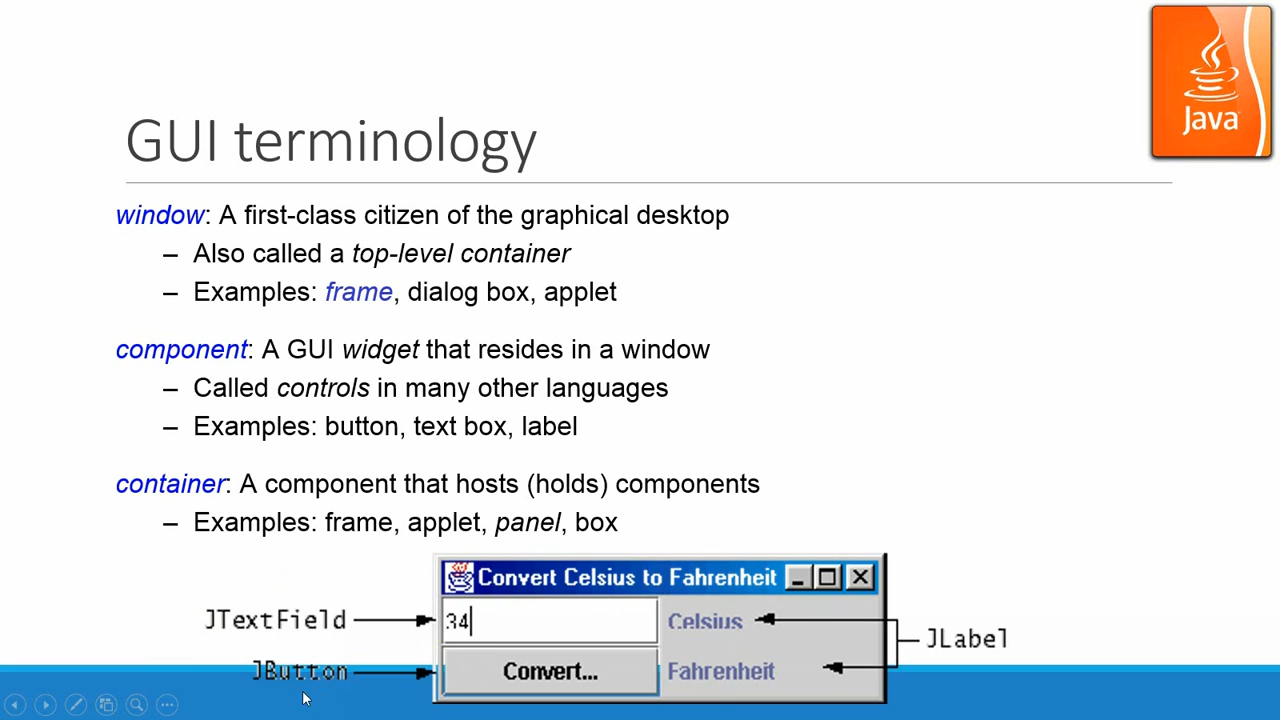 Java
GUI terminology
window: A first-class citizen of the graphical desktop
– Also called a top-level container
– Examples: frame, dialog box, applet
component: A GUI widget that resides in a window
– Called controls in many other languages
– Examples: button, text box, label
container: A component that hosts (holds) components
– Examples: frame, applet, panel, box
Convert Celsius to Fahrenheit
JTextField
34
Celsius
JLabel
JButton
Convert...
Fahrenheit